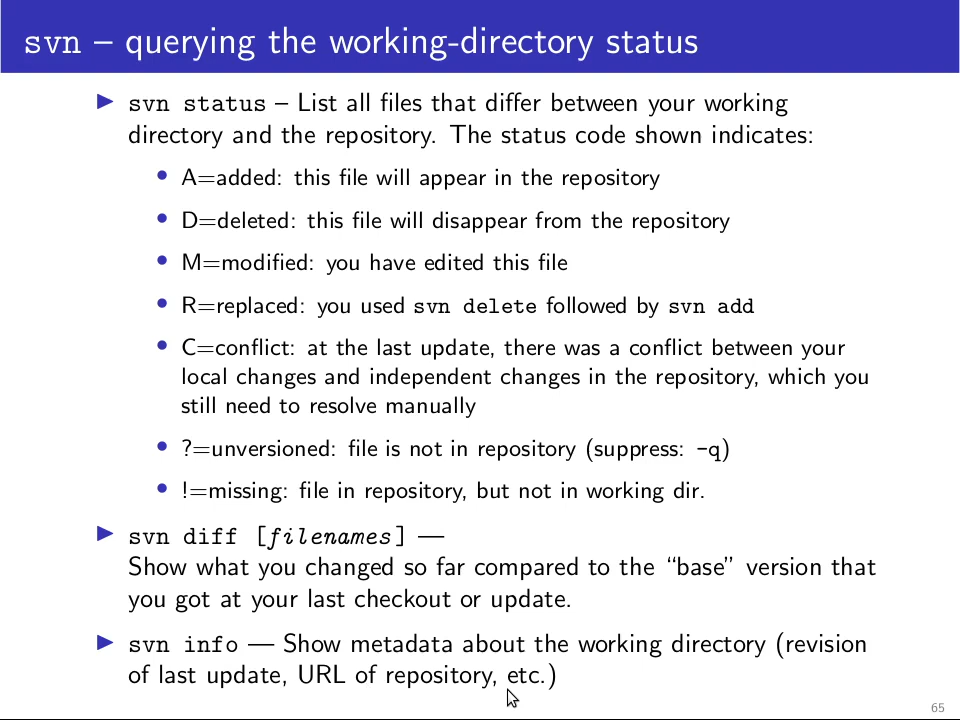 svn – querying the working-directory status
svn status – List all files that differ between your working
directory and the repository. The status code shown indicates:
A=added: this file will appear in the repository
D=deleted: this file will disappear from the repository
M=modified: you have edited this file
R=replaced: you used svn delete followed by svn add
C=conflict: at the last update, there was a conflict between your
local changes and independent changes in the repository, which you
still need to resolve manually
?=unversioned: file is not in repository (suppress: -q)
!=missing: file in repository, but not in working dir.
svn diff [filenames] —
Show what you changed so far compared to the “base” version that
you got at your last checkout or update.
svn info — Show metadata about the working directory (revision
of last update, URL of repository, etc.)
65